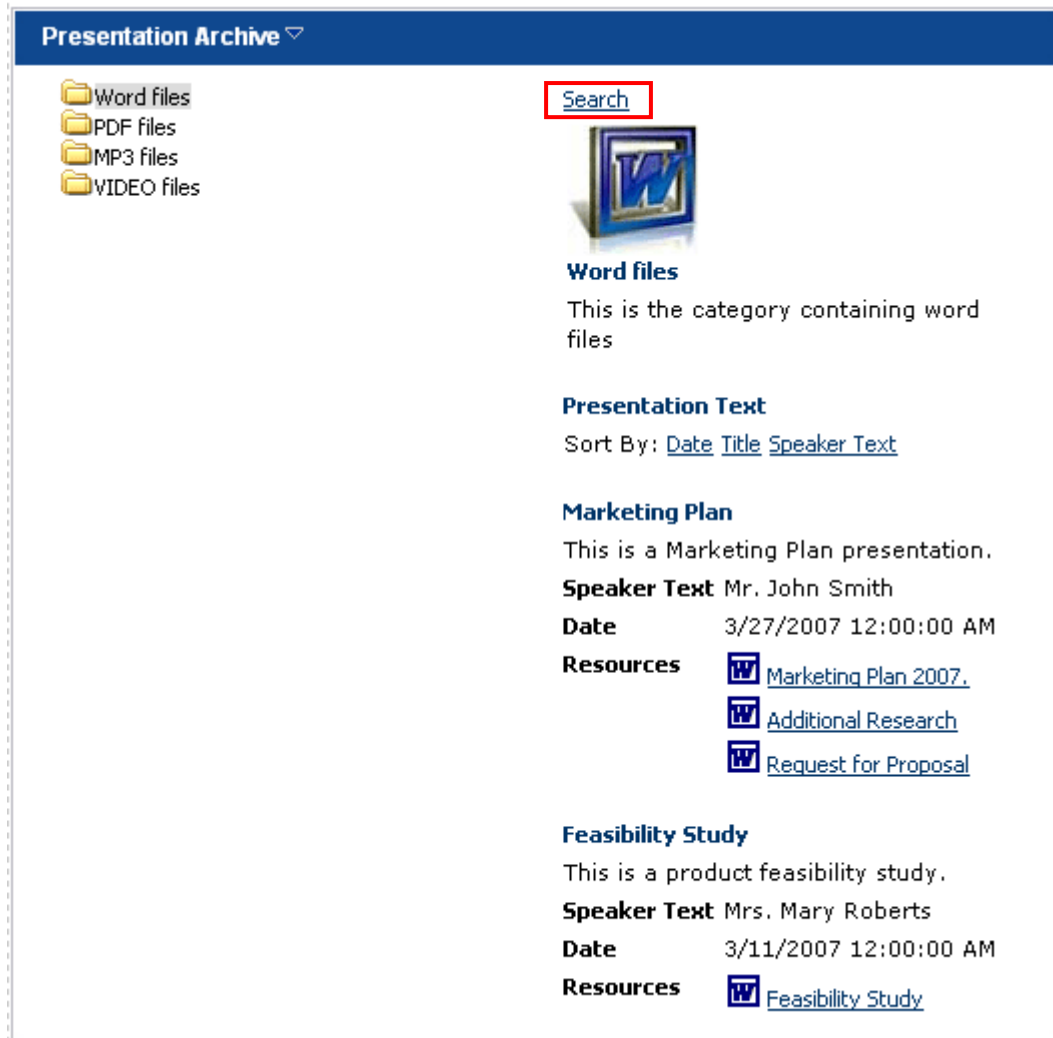 Presentation Archive
Word files
PDF files
MP3 files
VIDEO files
Search
W
Word files
This is the category containing word
files
Presentation Text
Sort By: Date Title Speaker Text
Marketing Plan
This is a Marketing Plan presentation.
Speaker Text Mr. John Smith
Date 3/27/2007 12:00:00 AM
Resources W Marketing Plan 2007.
W Additional Research
W Request for Proposal
Feasibility Study
This is a product feasibility study.
Speaker Text Mrs. Mary Roberts
Date 3/11/2007 12:00:00 AM
Resources W Feasibility Study